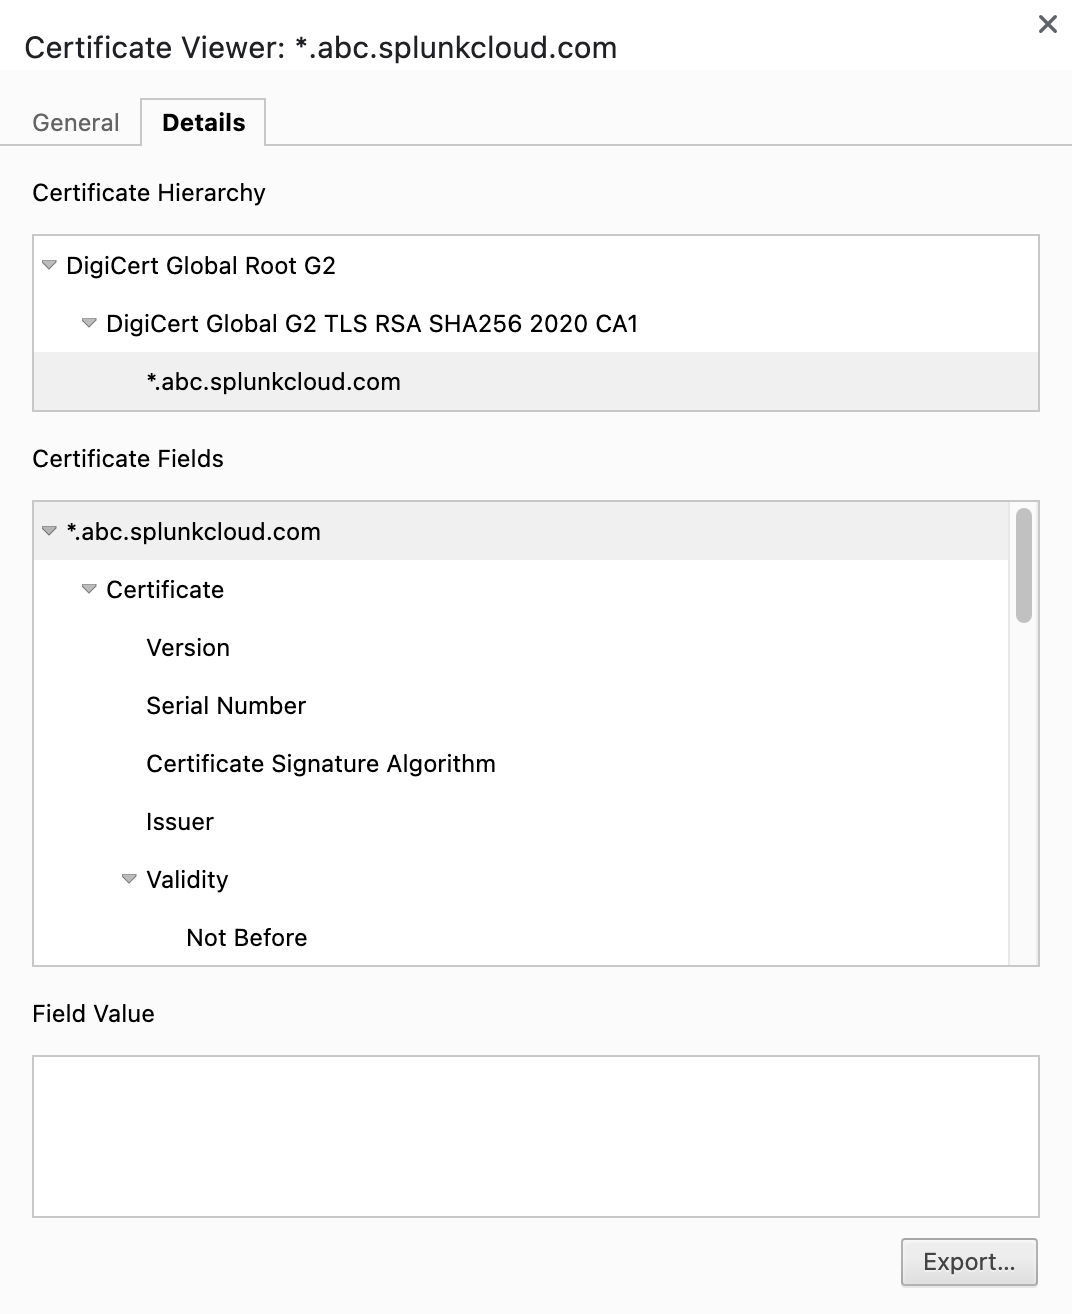 Certificate Viewer: *.abc.splunkcloud.com
General
Details
Certificate Hierarchy
DigiCert Global Root G2
DigiCert Global G2 TLS RSA SHA256 2020 CA1
*.abc.splunkcloud.com
Certificate Fields
*.abc.splunkcloud.com
Certificate
Version
Serial Number
Certificate Signature Algorithm
Issuer
Validity
Not Before
Field Value
Export...